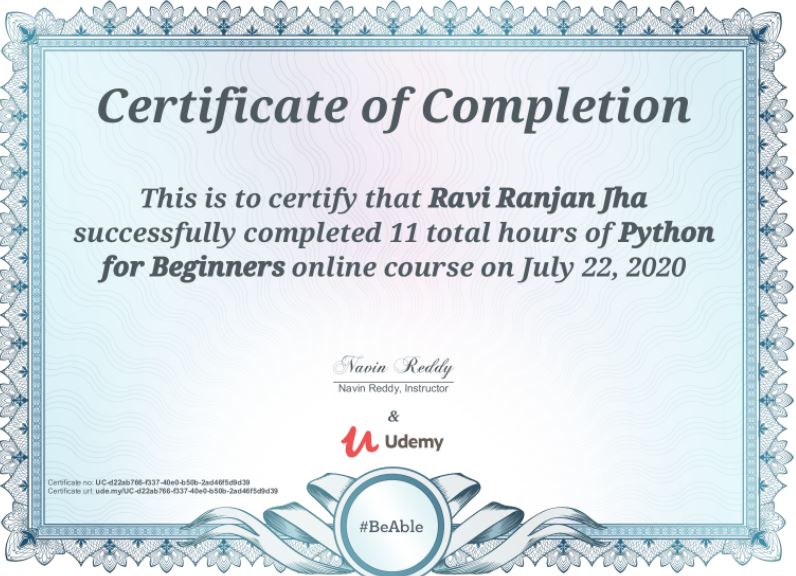 Certificate of Completion
This is to certify that Ravi Ranjan Jha
successfully completed 11 total hours of Python
for Beginners online course on July 22, 2020
Navin Reddy
Navin Reddy, Instructor
&
Udemy
Certificate no: UC-d22ab766-f337-40e0-b50b-2ad46f5d9d39
Certificate url: ude.my/UC-d22ab766-f337-40e0-b50b-2ad46f5d9d39
#BeAble